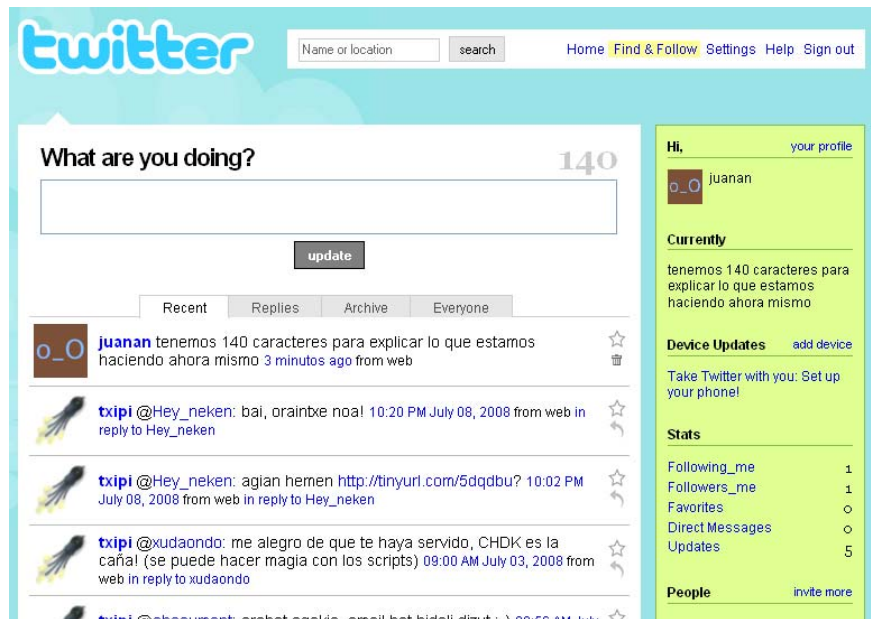 twitter
Name or location
search
Home Find & Follow Settings Help Sign out
What are you doing?
140
update
Recent Replies Archive Everyone
o_O
juanan tenemos 140 caracteres para explicar lo que estamos
haciendo ahora mismo 3 minutos ago from web
txipi @Hey_neken: bai, oraintxe noa! 10:20 PM July 08, 2008 from web in
reply to Hey_neken
txipi @Hey_neken: agian hemen http://tinyurl.com/5dqdbu? 10:02 PM
July 08, 2008 from web in reply to Hey_neken
txipi @xudaondo: me alegro de que te haya servido, CHDK es la
caña! (se puede hacer magia con los scripts) 09:00 AM July 03, 2008 from
web in reply to xudaondo
Hi, your profile
o_O juanan
Currently
tenemos 140 caracteres para
explicar lo que estamos
haciendo ahora mismo
Device Updates add device
Take Twitter with you: Set up
your phone!
Stats
Following_me 1
Followers_me 1
Favorites 0
Direct Messages 0
Updates 5
People invite more